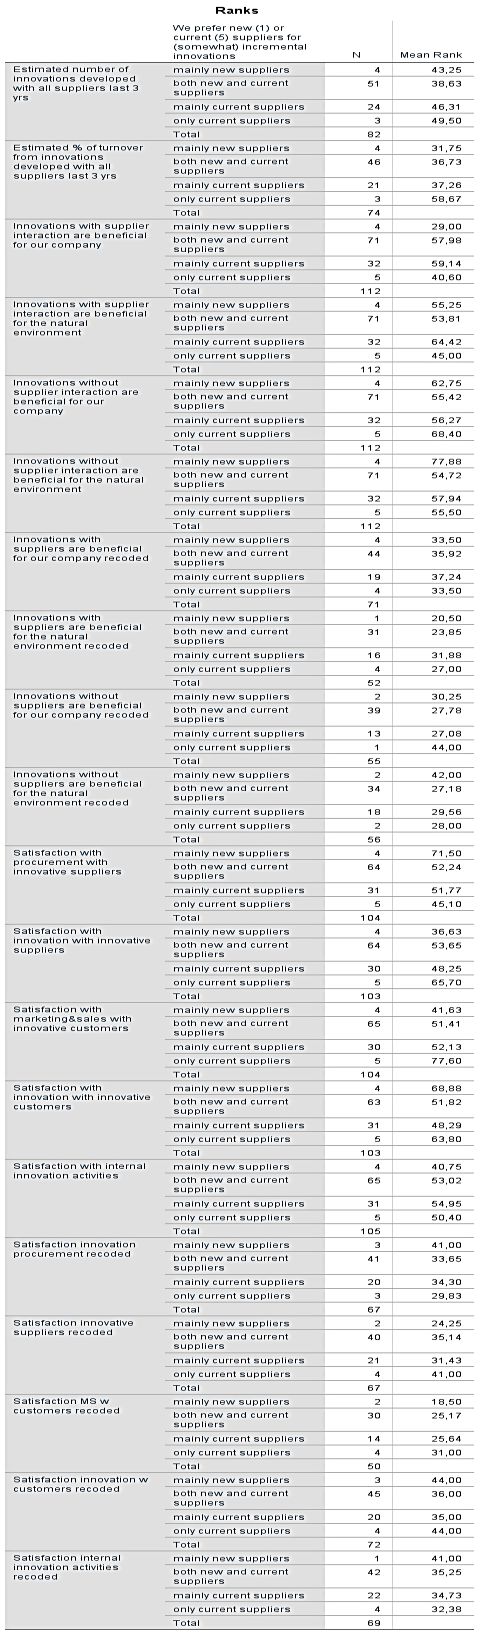 Ranks
We prefer new (1) or
current (5) suppliers for
(somewhat) incremental
innovations N Mean Rank
Estimated number of
innovations developed
with all suppliers last 3
yrs
mainly new suppliers 4 43,25
both new and current
suppliers 51 38,63
mainly current suppliers 24 46,31
only current suppliers 3 49,50
Total 82
Estimated % of turnover
from innovations
developed with all
suppliers last 3 yrs
mainly new suppliers 4 31,75
both new and current
suppliers 46 36,73
mainly current suppliers 21 37,26
only current suppliers 3 58,67
Total 74
Innovations with supplier
interaction are beneficial
for our company
mainly new suppliers 4 29,00
both new and current
suppliers 71 57,98
mainly current suppliers 32 59,14
only current suppliers 5 40,60
Total 112
Innovations with supplier
interaction are beneficial
for the natural
environment
mainly new suppliers 4 55,25
both new and current
suppliers 71 53,81
mainly current suppliers 32 64,42
only current suppliers 5 45,00
Total 112
Innovations without
supplier interaction are
beneficial for our
company
mainly new suppliers 4 62,75
both new and current
suppliers 71 55,42
mainly current suppliers 32 56,27
only current suppliers 5 68,40
Total 112
Innovations without
supplier interaction are
beneficial for the natural
environment
mainly new suppliers 4 77,88
both new and current
suppliers 71 54,72
mainly current suppliers 32 57,94
only current suppliers 5 55,50
Total 112
Innovations with
suppliers are beneficial
for our company recoded
mainly new suppliers 4 33,50
both new and current
suppliers 44 35,92
mainly current suppliers 19 37,24
only current suppliers 4 33,50
Total 71
Innovations with
suppliers are beneficial
for the natural
environment recoded
mainly new suppliers 1 20,50
both new and current
suppliers 31 23,85
mainly current suppliers 16 31,88
only current suppliers 4 27,00
Total 52
Innovations without
suppliers are beneficial
for our company recoded
mainly new suppliers 2 30,25
both new and current
suppliers 39 27,78
mainly current suppliers 13 27,08
only current suppliers 1 44,00
Total 55
Innovations without
suppliers are beneficial
for the natural
environment recoded
mainly new suppliers 2 42,00
both new and current
suppliers 34 27,18
mainly current suppliers 18 29,56
only current suppliers 2 28,00
Total 56
Satisfaction with
procurement with
innovative suppliers
mainly new suppliers 4 71,50
both new and current
suppliers 64 52,24
mainly current suppliers 31 51,77
only current suppliers 5 45,10
Total 104
Satisfaction with
innovation with innovative
suppliers
mainly new suppliers 4 36,63
both new and current
suppliers 64 53,65
mainly current suppliers 30 48,25
only current suppliers 5 65,70
Total 103
Satisfaction with
marketing&sales with
innovative customers
mainly new suppliers 4 41,63
both new and current
suppliers 65 51,41
mainly current suppliers 30 52,13
only current suppliers 5 77,60
Total 104
Satisfaction with
innovation with innovative
customers
mainly new suppliers 4 68,88
both new and current
suppliers 63 51,82
mainly current suppliers 31 48,29
only current suppliers 5 63,80
Total 103
Satisfaction with internal
innovation activities
mainly new suppliers 4 40,75
both new and current
suppliers 65 53,02
mainly current suppliers 31 54,95
only current suppliers 5 50,40
Total 105
Satisfaction innovation
procurement recoded
mainly new suppliers 3 41,00
both new and current
suppliers 41 33,65
mainly current suppliers 20 34,30
only current suppliers 3 29,83
Total 67
Satisfaction innovative
suppliers recoded
mainly new suppliers 2 24,25
both new and current
suppliers 40 35,14
mainly current suppliers 21 31,43
only current suppliers 4 41,00
Total 67
Satisfaction MS w
customers recoded
mainly new suppliers 2 18,50
both new and current
suppliers 30 25,17
mainly current suppliers 14 25,64
only current suppliers 4 31,00
Total 50
Satisfaction innovation w
customers recoded
mainly new suppliers 3 44,00
both new and current
suppliers 45 36,00
mainly current suppliers 20 35,00
only current suppliers 4 44,00
Total 72
Satisfaction internal
innovation activities
recoded
mainly new suppliers 1 41,00
both new and current
suppliers 42 35,25
mainly current suppliers 22 34,73
only current suppliers 4 32,38
Total 69